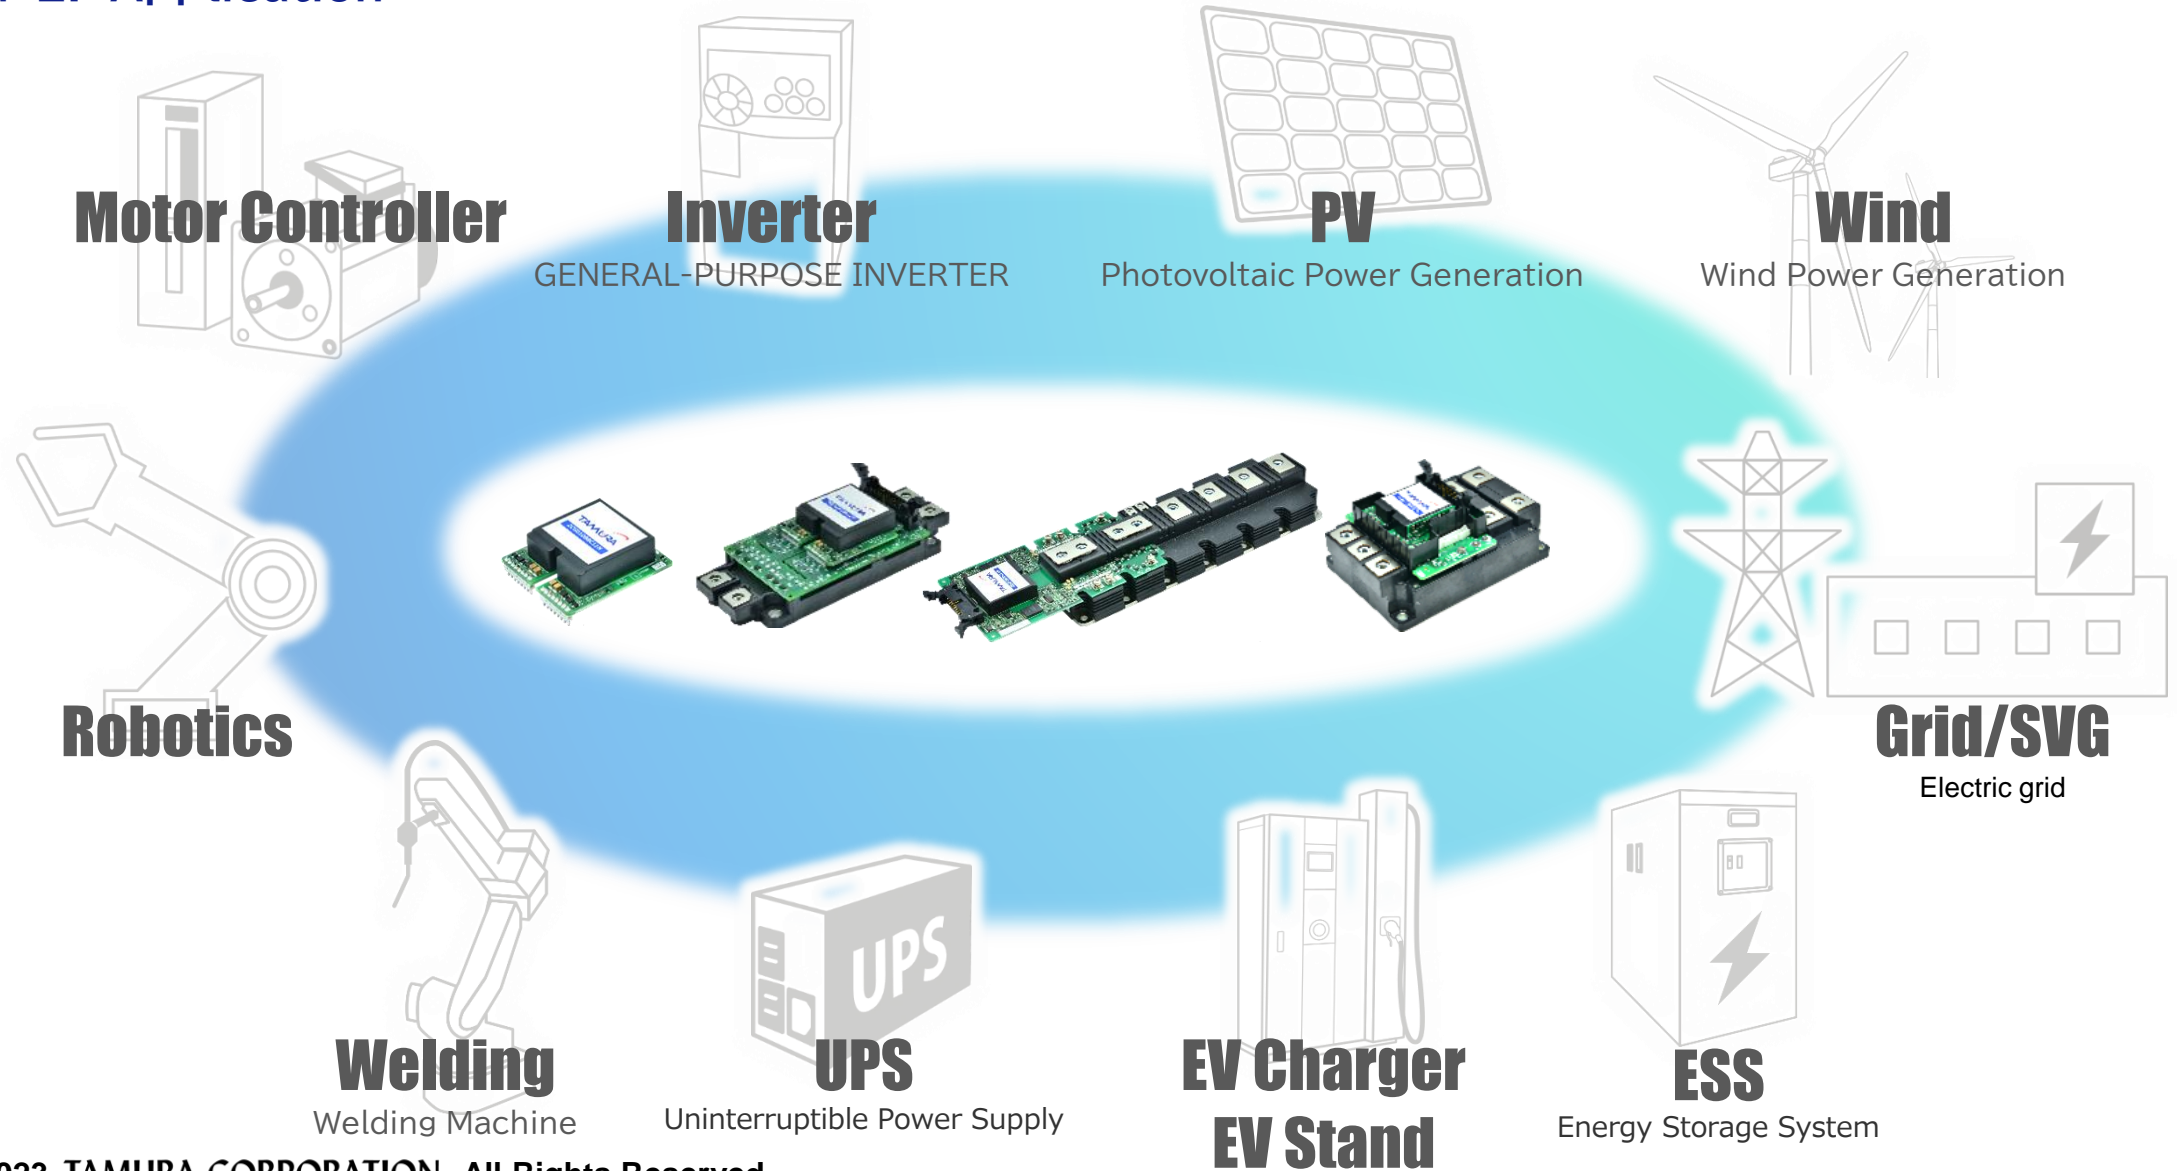 Application
Motor Controller
Inverter
GENERAL-PURPOSE INVERTER
PV
Photovoltaic Power Generation
Wind
Wind Power Generation
TAMURA
Robotics
Grid/SVG
Electric grid
UPS
Welding
Welding Machine
UPS
Uninterruptible Power Supply
EV Charger
EV Stand
ESS
Energy Storage System
TAMURA CORPORATION All Rights Reserved